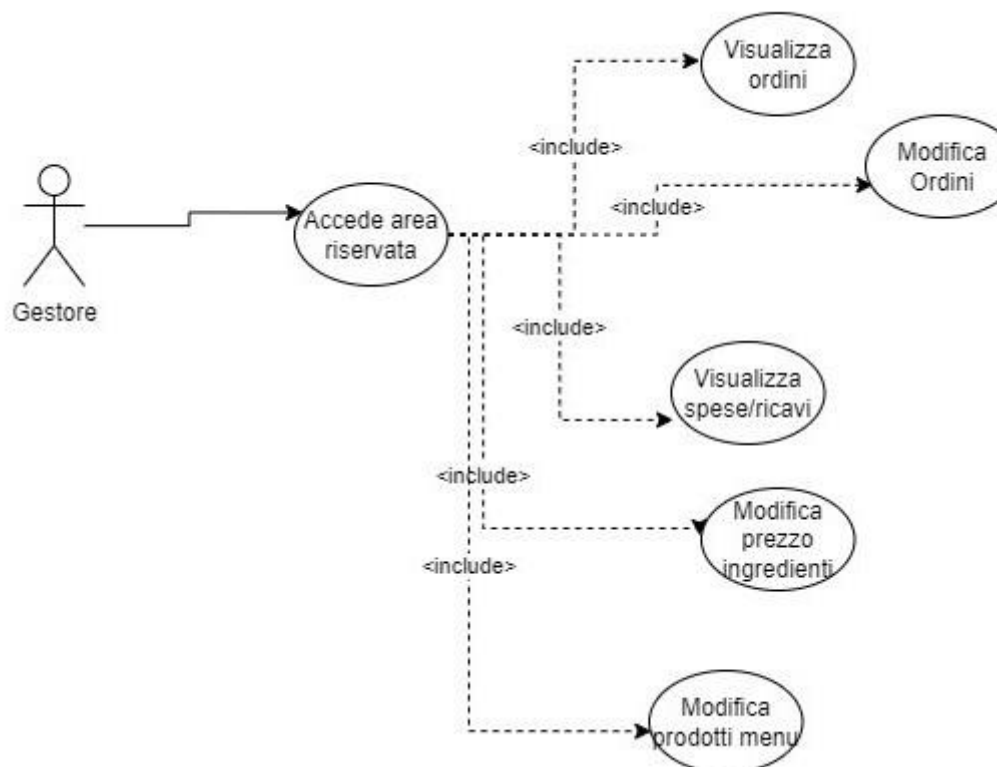 Visualizza
ordini
<include>
Modifica
Ordini
<include>
Accede area
riservata
Gestore
<include>
Visualizza
spese/ricavi
<include>
Modifica
prezzo
ingredienti
<include>
Modifica
prodotti menu